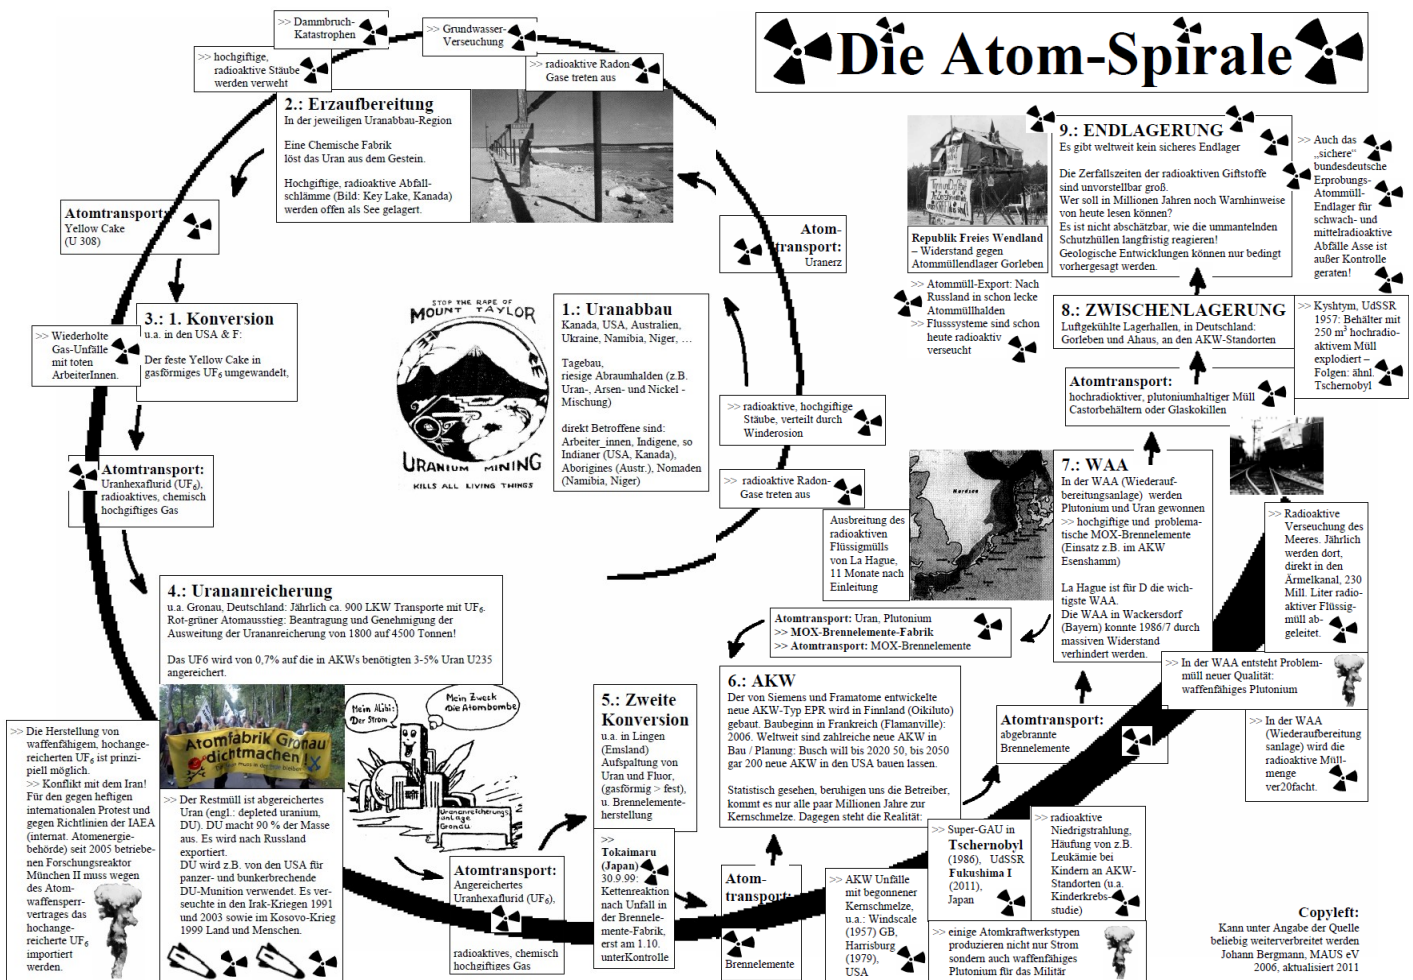 Die Atom-Spirale
>> Dammbruch-
Katastrophen
>> Grundwasser-
Verseuchung
>> hochgiftige,
radioaktive Stäube
werden verweht
>> radioaktive Radon-
Gase treten aus
2.: Erzaufbereitung
In der jeweiligen Uranabbau-Region
Eine Chemische Fabrik
löst das Uran aus dem Gestein.
Hochgiftige, radioaktive Abfall-
schlämme (Bild: Key Lake, Kanada)
werden offen als See gelagert.
Atomtransport:
Yellow Cake
(U 308)
Atom-
transport:
Uranerz
3.: 1. Konversion
u.a. in den USA & F:
Der feste Yellow Cake in
gasförmiges UF6 umgewandelt,
>> Wiederholte
Gas-Unfälle
mit toten
ArbeiterInnen.
STOP THE RAPE OF
MOUNT TAYLOR
URANIUM MINING
KILLS ALL LIVING THINGS
1.: Uranabbau
Kanada, USA, Australien,
Ukraine, Namibia, Niger, …
Tagebau,
riesige Abraumhalden (z.B.
Uran-, Arsen- und Nickel -
Mischung)
direkt Betroffene sind:
Arbeiter_innen, Indigene, so
Indianer (USA, Kanada),
Aborigines (Austr.), Nomaden
(Namibia, Niger)
>> radioaktive, hochgiftige
Stäube, verteilt durch
Winderosion
>> radioaktive Radon-
Gase treten aus
Atomtransport:
Uranhexaflurid (UF6),
radioaktives, chemisch
hochgiftiges Gas
4.: Urananreicherung
u.a. Gronau, Deutschland: Jährlich ca. 900 LKW Transporte mit UF6.
Rot-grüner Atomausstieg: Beantragung und Genehmigung der
Ausweitung der Urananreicherung von 1800 auf 4500 Tonnen!
Das UF6 wird von 0,7% auf die in AKWs benötigten 3-5% Uran U235
angereichert.
Atomfabrik Gronau
dichtmachen!
Mein Alibi:
Der Strom
Mein Zweck
Die Atombombe
Urananreicherungs
anlage
Gronau
>> Die Herstellung von
waffenfähigem, hochange-
reicherten UF6 ist prinzi-
piell möglich.
>> Konflikt mit dem Iran!
Für den gegen heftigen
internationalen Protest und
gegen Richtlinien der IAEA
(internat. Atomenergie-
behörde) seit 2005 betriebe-
nen Forschungsreaktor
München II muss wegen
des Atom-
waffensperr-
vertrages das
hochange-
reicherte UF6
importiert
werden.
>> Der Restmüll ist abgereichertes
Uran (engl.: depleted uranium,
DU). DU macht 90 % der Masse
aus. Es wird nach Russland
exportiert.
DU wird z.B. von den USA für
panzer- und bunkerbrechende
DU-Munition verwendet. Es ver-
seuchte in den Irak-Kriegen 1991
und 2003 sowie im Kosovo-Krieg
1999 Land und Menschen.
Atomtransport:
Angereichertes
Uranhexaflurid (UF6),
radioaktives, chemisch
hochgiftiges Gas
5.: Zweite
Konversion
u.a. in Lingen
(Emsland)
Aufspaltung von
Uran und Fluor,
(gasförmig > fest),
u. Brennelemente-
herstellung
>>
Tokaimaru
(Japan)
30.9.99:
Kettenreaktion
nach Unfall in
der Brennele-
mente-Fabrik,
erst am 1.10.
unterKontrolle
Atom-
transport:
Brennelemente
6.: AKW
Der von Siemens und Framatome entwickelte
neue AKW-Typ EPR wird in Finnland (Oikiluto)
gebaut. Baubeginn in Frankreich (Flamanville):
2006. Weltweit sind zahlreiche neue AKW in
Bau / Planung: Busch will bis 2020 50, bis 2050
gar 200 neue AKW in den USA bauen lassen.
Statistisch gesehen, beruhigen uns die Betreiber,
kommt es nur alle paar Millionen Jahre zur
Kernschmelze. Dagegen steht die Realität:
>> AKW Unfälle
mit begonnener
Kernschmelze,
u.a.: Windscale
(1957) GB,
Harrisburg
(1979),
USA
>> Super-GAU in
Tschernobyl
(1986), UdSSR
Fukushima I
(2011),
Japan
>> radioaktive
Niedrigstrahlung,
Häufung von z.B.
Leukämie bei
Kindern an AKW-
Standorten (u.a.
Kinderkrebs-
studie)
>> einige Atomkraftwerkstypen
produzieren nicht nur Strom
sondern auch waffenfähiges
Plutonium für das Militär
Atomtransport:
abgebrannte
Brennelemente
Atomtransport: Uran, Plutonium
>> MOX-Brennelemente-Fabrik
>> Atomtransport: MOX-Brennelemente
Ausbreitung des
radioaktiven
Flüssigmülls
von La Hague,
11 Monate nach
Einleitung
Nordsee
7.: WAA
In der WAA (Wiederauf-
bereitungsanlage) werden
Plutonium und Uran gewonnen
>> hochgiftige und problema-
tische MOX-Brennelemente
(Einsatz z.B. im AKW
Esenshamm)
La Hague ist für D die wich-
tigste WAA.
Die WAA in Wackersdorf
(Bayern) konnte 1986/7 durch
massiven Widerstand
verhindert werden.
>> Radioaktive
Verseuchung des
Meeres. Jährlich
werden dort,
direkt in den
Ärmelkanal, 230
Mill. Liter radio-
aktiver Flüssig-
müll ab-
geleitet.
>> In der WAA entsteht Problem-
müll neuer Qualität:
waffenfähiges Plutonium
>> In der WAA
(Wiederaufbereitung
sanlage) wird die
radioaktive Müll-
menge
ver20facht.
Atomtransport:
hochradioktiver, plutoniumhaltiger Müll
Castorbehältern oder Glaskokillen
8.: ZWISCHENLAGERUNG
Luftgekühlte Lagerhallen, in Deutschland:
Gorleben und Ahaus, an den AKW-Standorten
>> Kyshtym, UdSSR
1957: Behälter mit
250 m³ hochradio-
aktivem Müll
explodiert –
Folgen: ähnl.
Tschernobyl
9.: ENDLAGERUNG
Es gibt weltweit kein sicheres Endlager
Die Zerfallszeiten der radioaktiven Giftstoffe
sind unvorstellbar groß.
Wer soll in Millionen Jahren noch Warnhinweise
von heute lesen können?
Es ist nicht abschätzbar, wie die ummantelnden
Schutzhüllen langfristig reagieren!
Geologische Entwicklungen können nur bedingt
vorhergesagt werden.
>> Auch das
„sichere“
bundesdeutsche
Erprobungs-
Atommüll-
Endlager für
schwach- und
mittelradioaktive
Abfälle Asse ist
außer Kontrolle
geraten!
Republik Freies Wendland
– Widerstand gegen
Atommüllendlager Gorleben
>> Atommüll-Export: Nach
Russland in schon lecke
Atommüllhalden
>> Flusssysteme sind schon
heute radioaktiv
verseucht
Copyleft:
Kann unter Angabe der Quelle
beliebig weiterverbreitet werden
Johann Bergmann, MAUS eV
2006, aktualisiert 2011